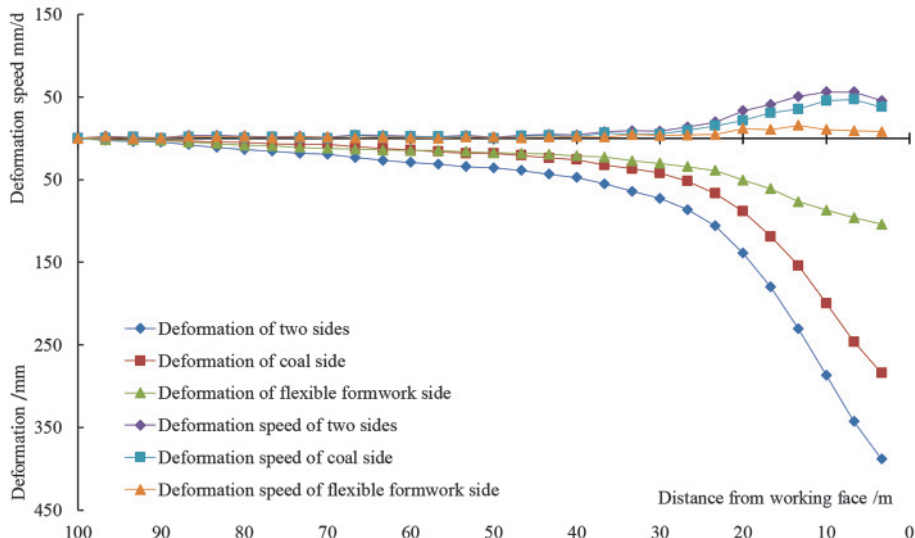 Deformation speed mm/d
Deformation /mm
150
50
50
150
250
350
450
Deformation of two sides
Deformation of coal side
Deformation of flexible formwork side
Deformation speed of two sides
Deformation speed of coal side
Deformation speed of flexible formwork side
Distance from working face /m
100 90 80 70 60 50 40 30 20 10 0